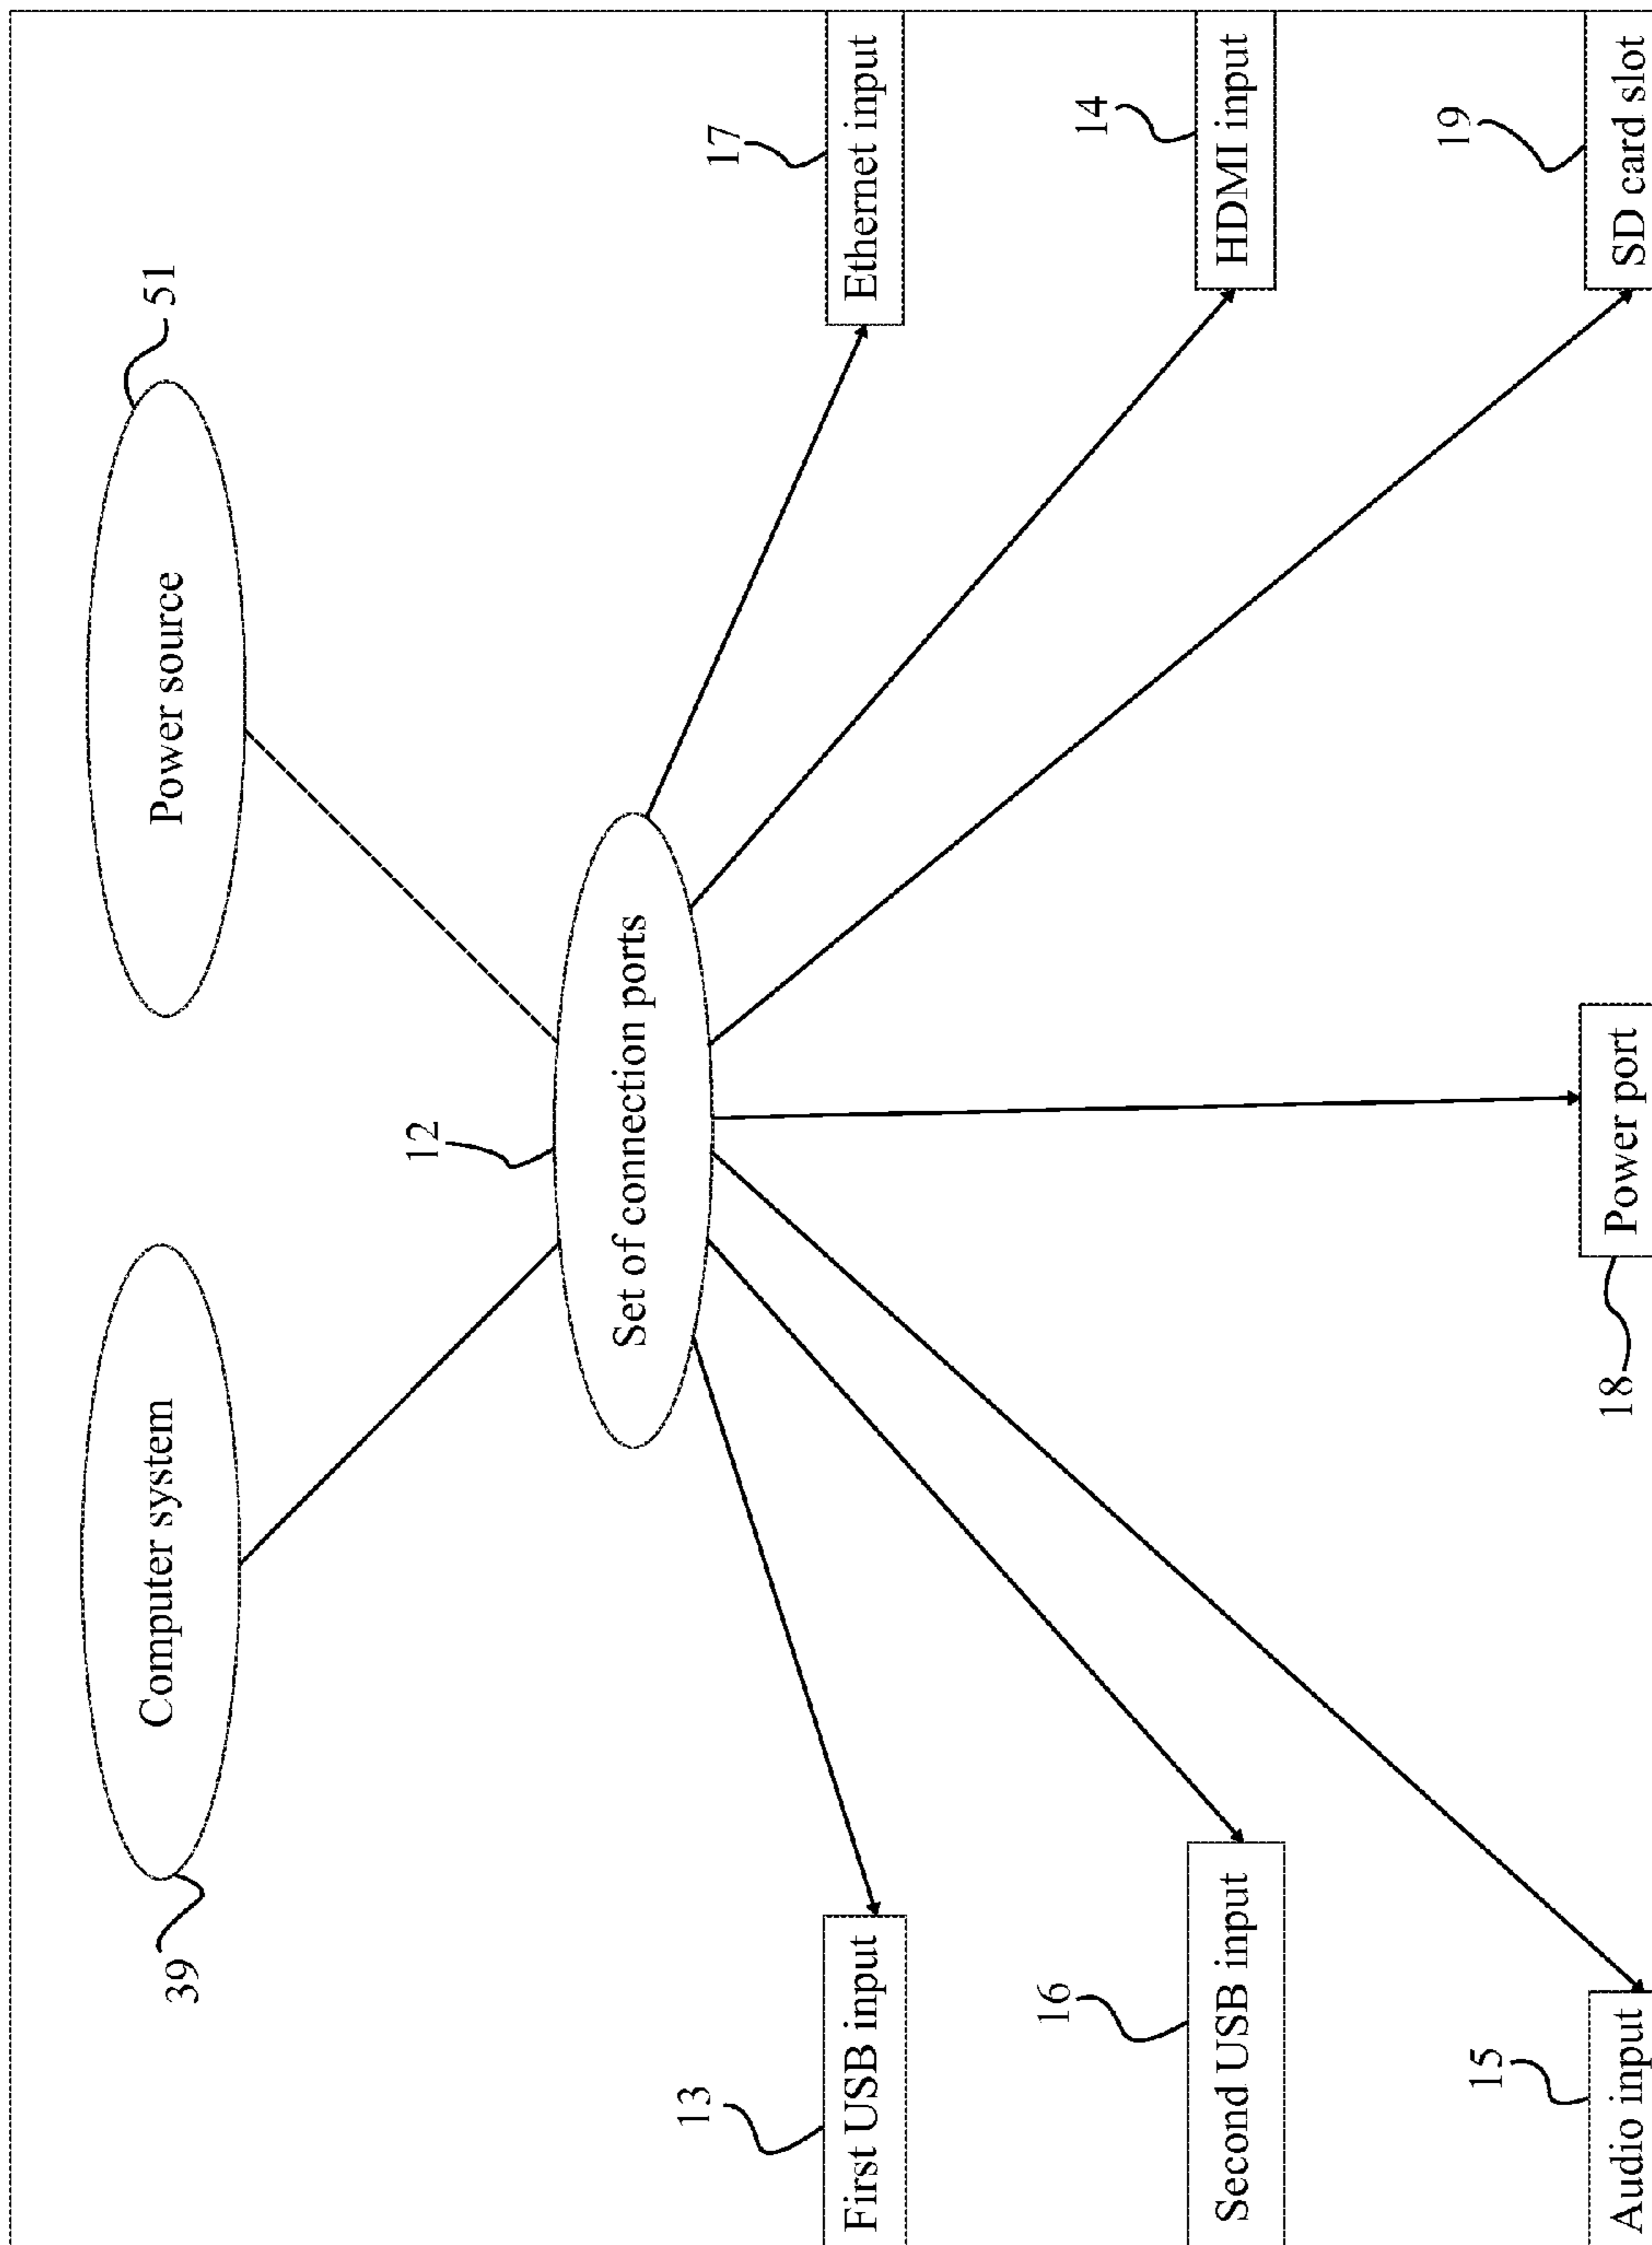 39
Computer system
Power source
51
12
Set of connection ports
13
First USB input
17
Ethernet input
16
Second USB input
14
HDMI input
15
Audio input
18
Power port
19
SD card slot